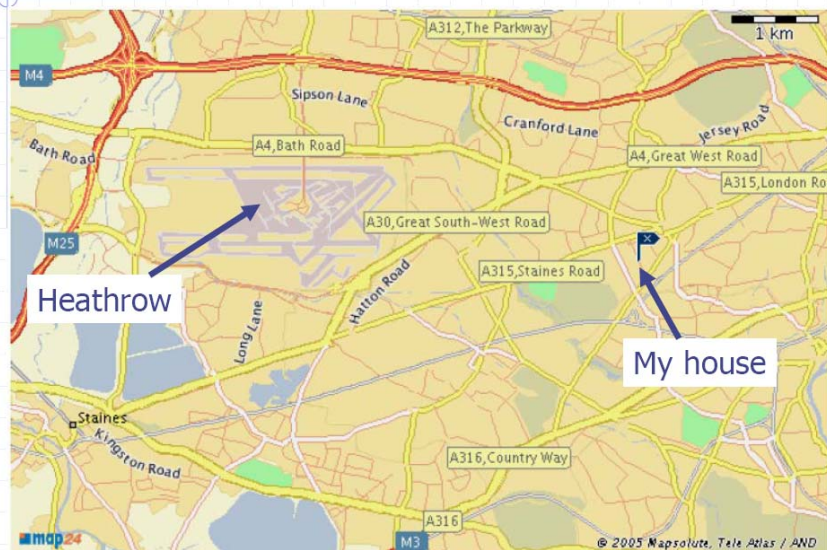 A312,The Parkway
1 km
M4
Sipson Lane
Cranford Lane
Jersey Road
Bath Road
A4,Bath Road
A4,Great West Road
A315,London Ro
A30,Great South-West Road
M25
A315,Staines Road
Heathrow
Hatton Road
Long Lane
My house
Staines
Kingston Road
A316,Country Way
A316
map24
M3
© 2005 Mapsolute, Tele Atlas / AND